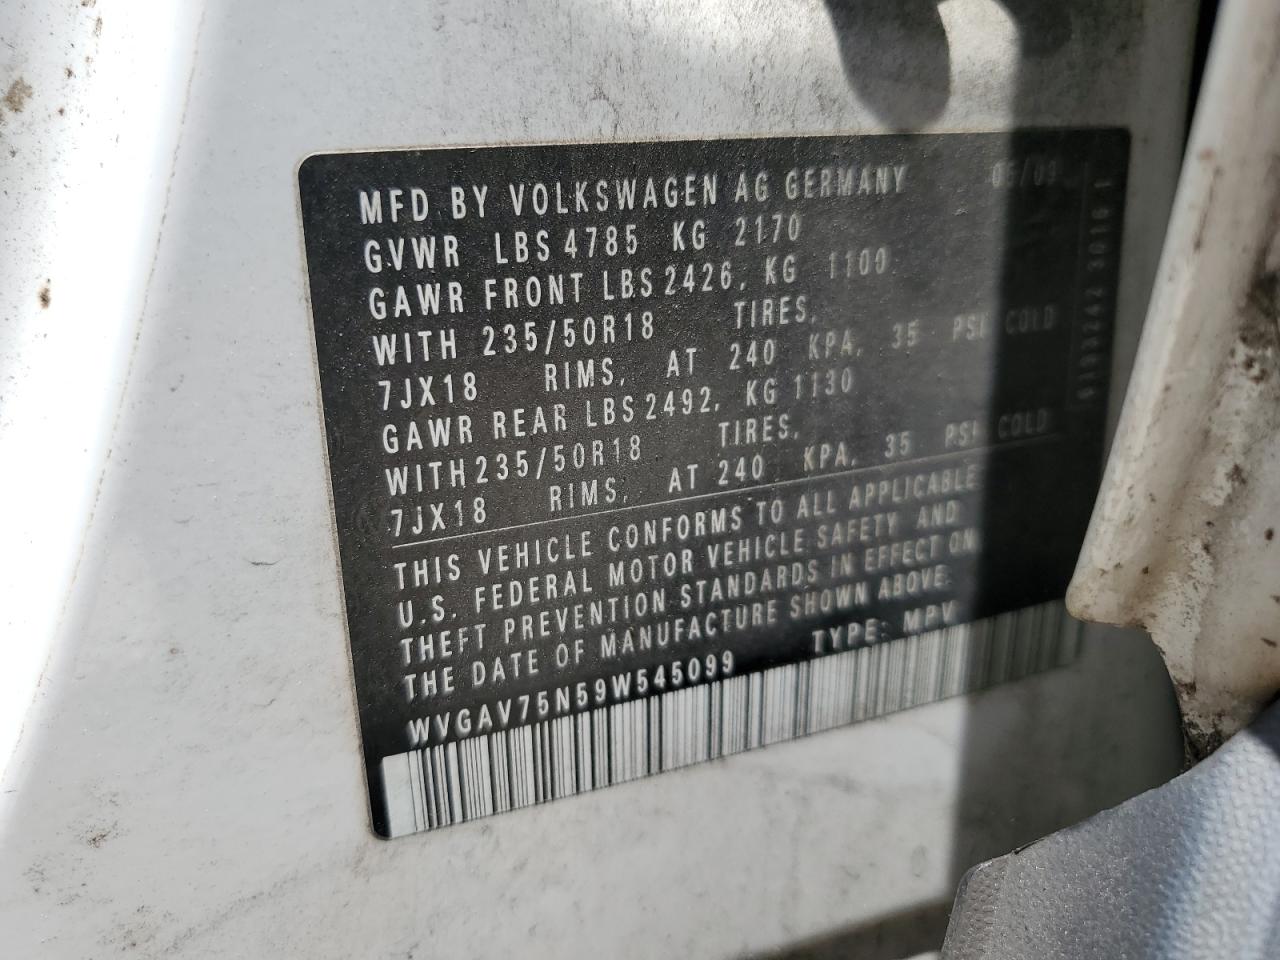 MFD BY VOLKSWAGEN AG GERMANY 05/09
GVWR LBS 4785 KG 2170
GAWR FRONT LBS 2426, KG 1100
WITH 235/50R18 TIRES,
7JX18 RIMS, AT 240 KPA, 35 PSI COLD
GAWR REAR LBS 2492, KG 1130
WITH 235/50R18 TIRES,
7JX18 RIMS, AT 240 KPA, 35 PSI COLD
THIS VEHICLE CONFORMS TO ALL APPLICABLE
U.S. FEDERAL MOTOR VEHICLE SAFETY AND
THEFT PREVENTION STANDARDS IN EFFECT ON
THE DATE OF MANUFACTURE SHOWN ABOVE.
WVGAV75N59W545099 TYPE: MPV